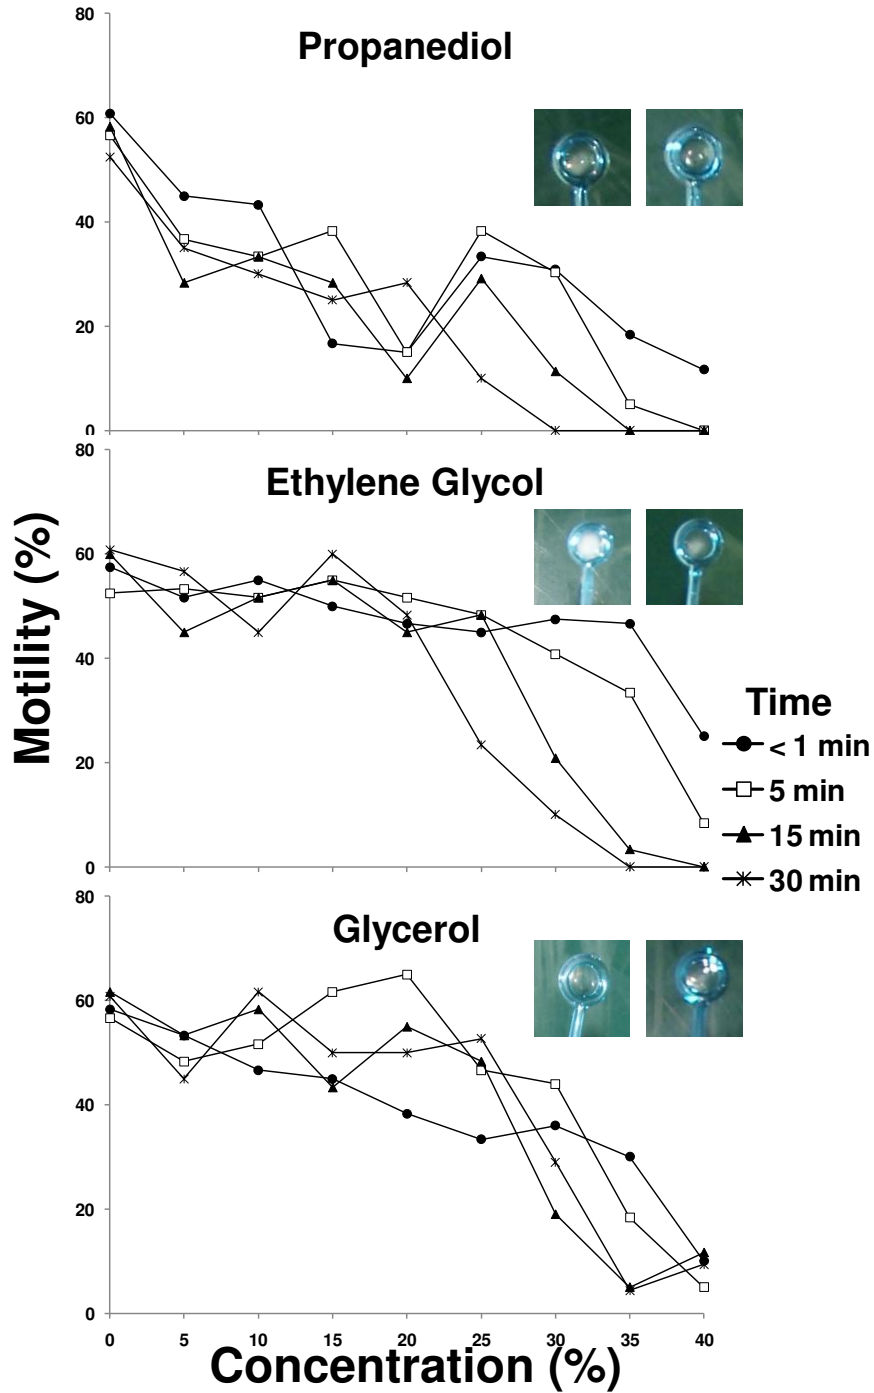 Propanediol
80
60
40
20
0
Ethylene Glycol
80
60
40
20
0
Motility (%)
Time
< 1 min
5 min
15 min
30 min
Glycerol
80
60
40
20
0
0 5 10 15 20 25 30 35 40
Concentration (%)